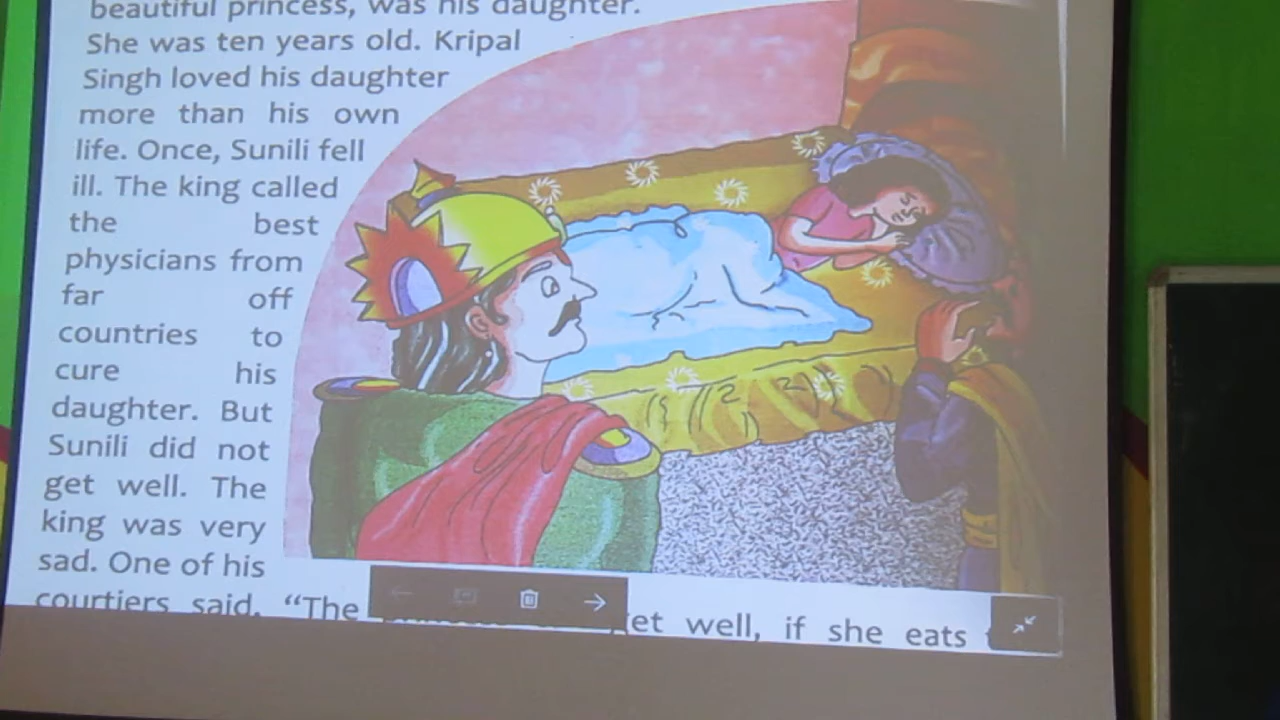 beautiful princess, was his daughter.
She was ten years old. Kripal
Singh loved his daughter
more than his own
life. Once, Sunili fell
ill. The king called
the best
physicians from
far off
countries to
cure his
daughter. But
Sunili did not
get well. The
king was very
sad. One of his
courtiers said, “The et well, if she eats